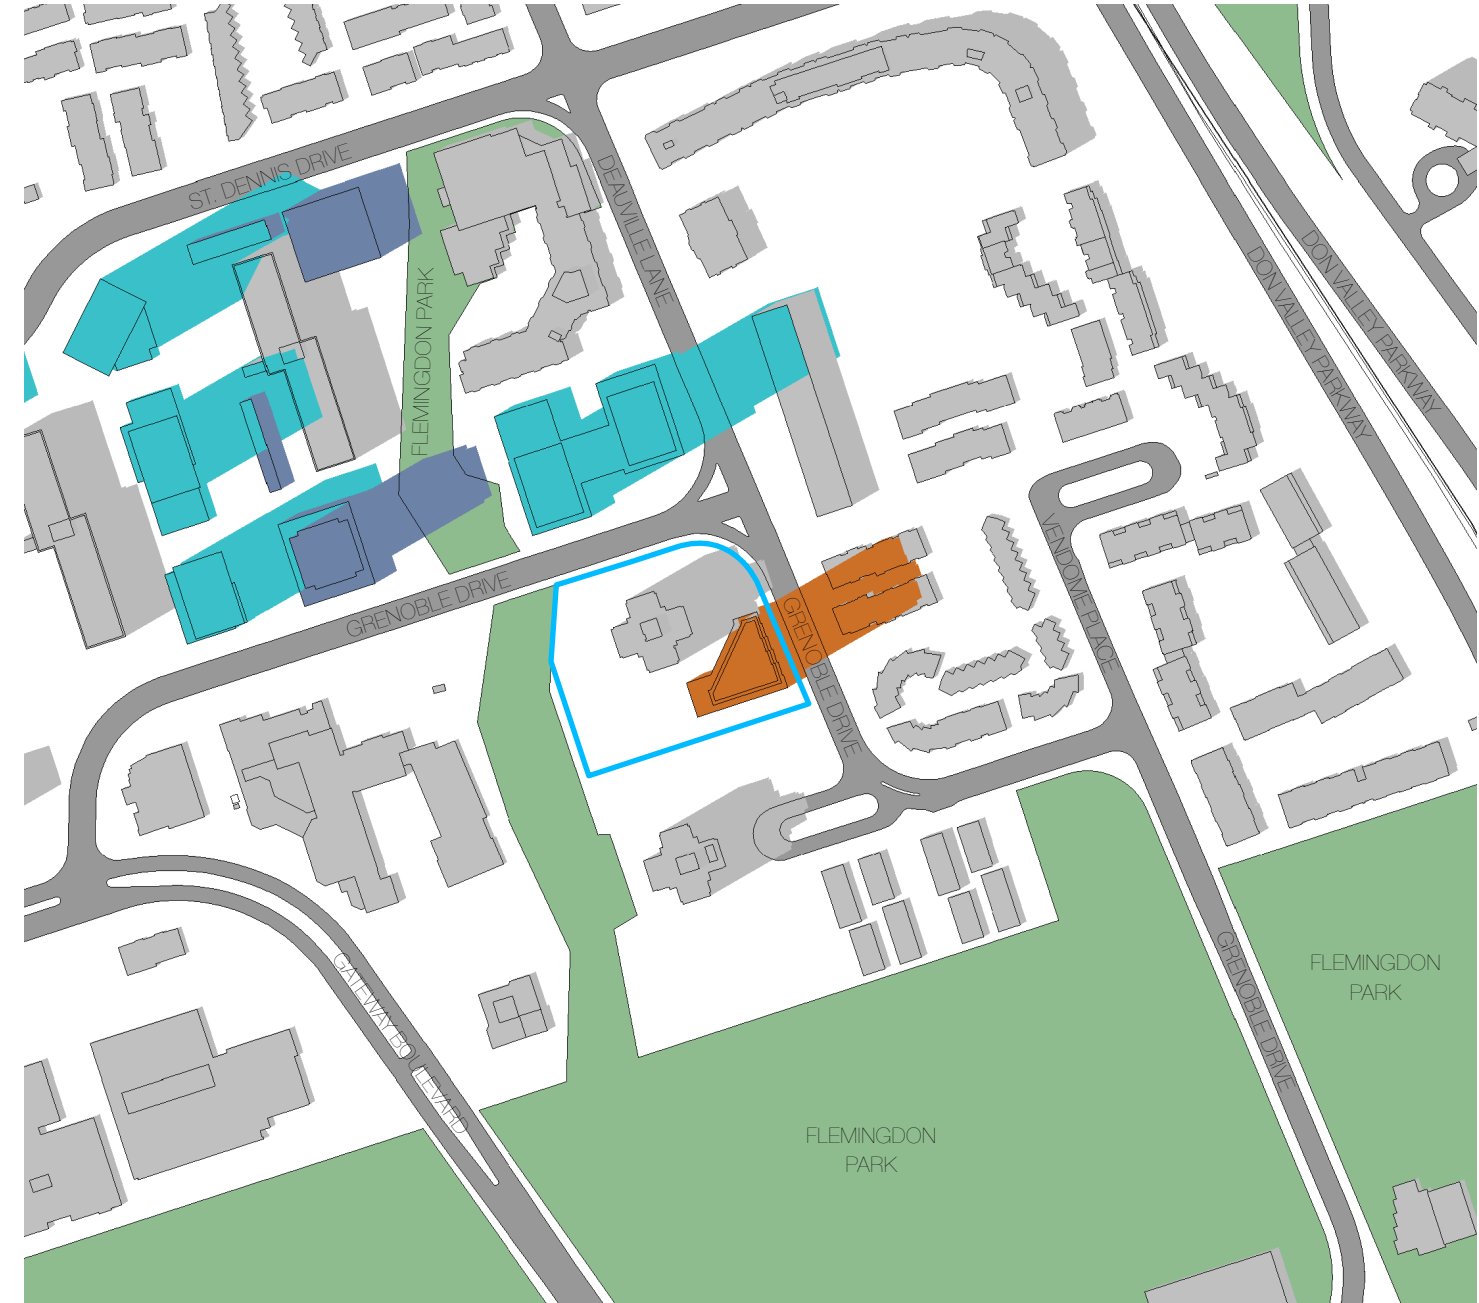 ST. DENNIS DRIVE
DEAUVILLE LANE
FLEMINGDON PARK
DON VALLEY PARKWAY
DON VALLEY PARKWAY
VENDOME PLACE
GRENOBLE DRIVE
GRENOBLE DRIVE
GATEWAY BOULEVARD
GRENOBLE DRIVE
FLEMINGDON
PARK
FLEMINGDON
PARK